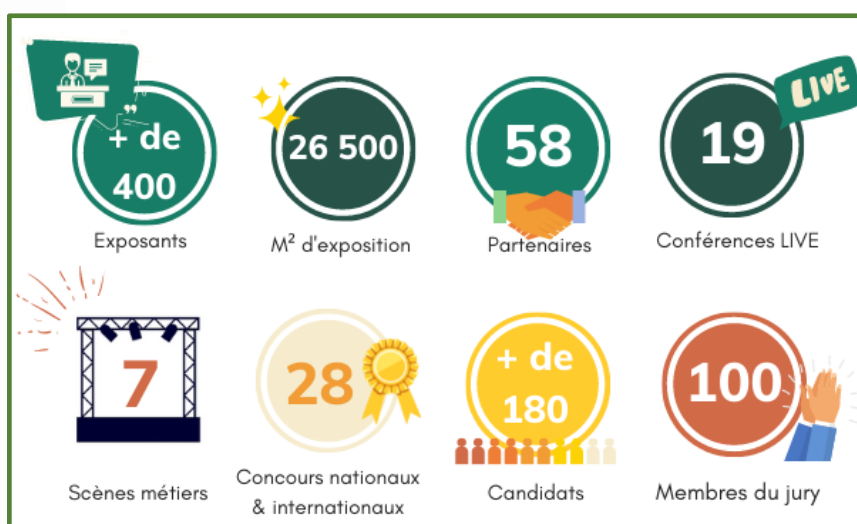 + de
400
Exposants
26 500
M² d'exposition
58
Partenaires
LIVE
19
Conférences LIVE
7
Scènes métiers
28
Concours nationaux
& internationaux
+ de
180
Candidats
100
Membres du jury